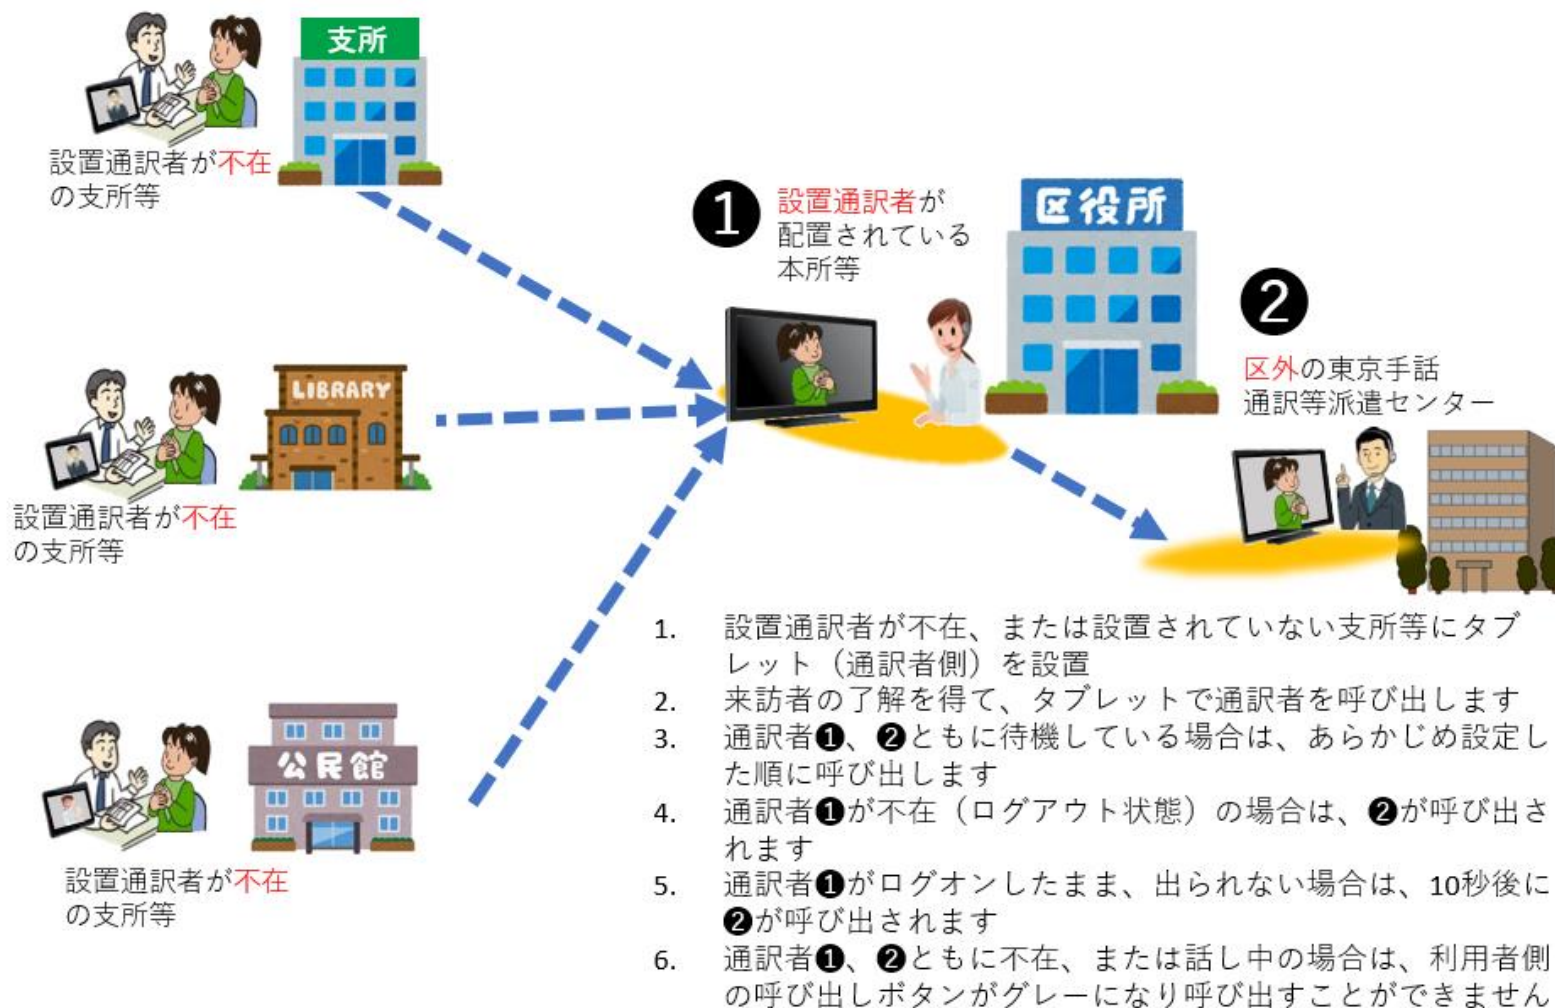 支所
設置通訳者が不在
の支所等
❶
設置通訳者が
配置されている
本所等
区役所
❷
区外の東京手話
通訳等派遣センター
LIBRARY
設置通訳者が不在
の支所等
公民館
設置通訳者が不在
の支所等
1. 設置通訳者が不在、または設置されていない支所等にタブ
レット（通訳者側）を設置
2. 来訪者の了解を得て、タブレットで通訳者を呼び出します
3. 通訳者❶、❷ともに待機している場合は、あらかじめ設定し
た順に呼び出します
4. 通訳者❶が不在（ログアウト状態）の場合は、❷が呼び出さ
れます
5. 通訳者❶がログオンしたまま、出られない場合は、10秒後に
❷が呼び出されます
6. 通訳者❶、❷ともに不在、または話し中の場合は、利用者側
の呼び出しボタンがグレーになり呼び出すことができません